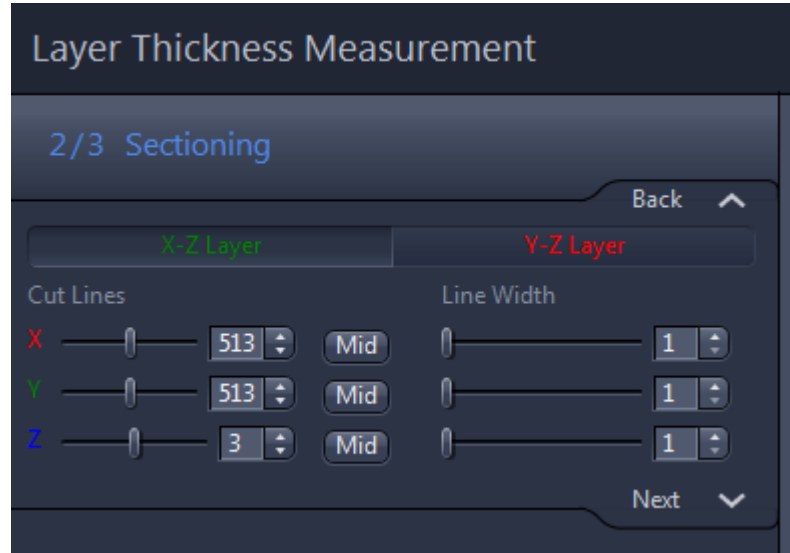 Layer Thickness Measurement
2/3 Sectioning
Back
X-Z Layer Y-Z Layer
Cut Lines Line Width
X 513 Mid 1
Y 513 Mid 1
Z 3 Mid 1
Next